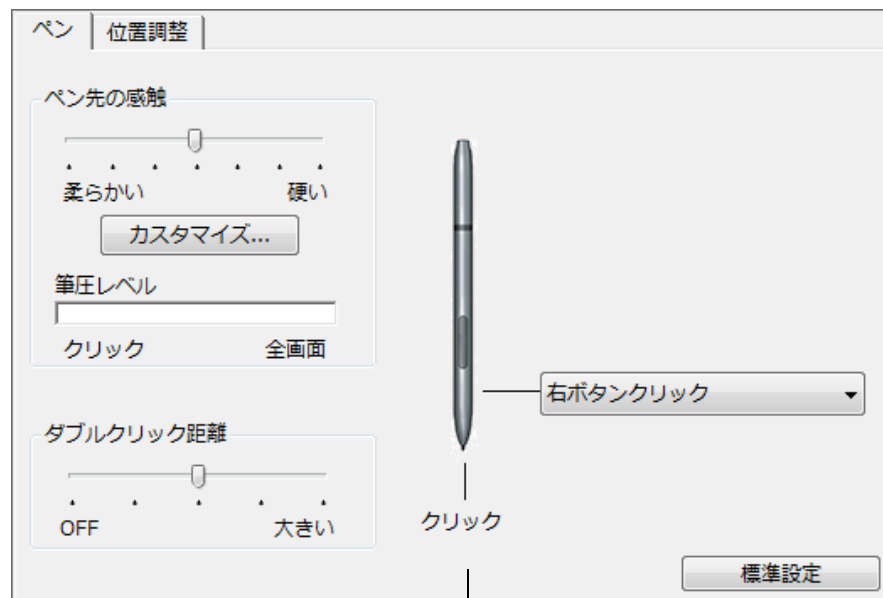 ペン 位置調整
ペン先の感触
柔らかい 硬い
カスタマイズ...
筆圧レベル
クリック 全画面
右ボタンクリック
ダブルクリック距離
OFF 大きい
クリック
標準設定